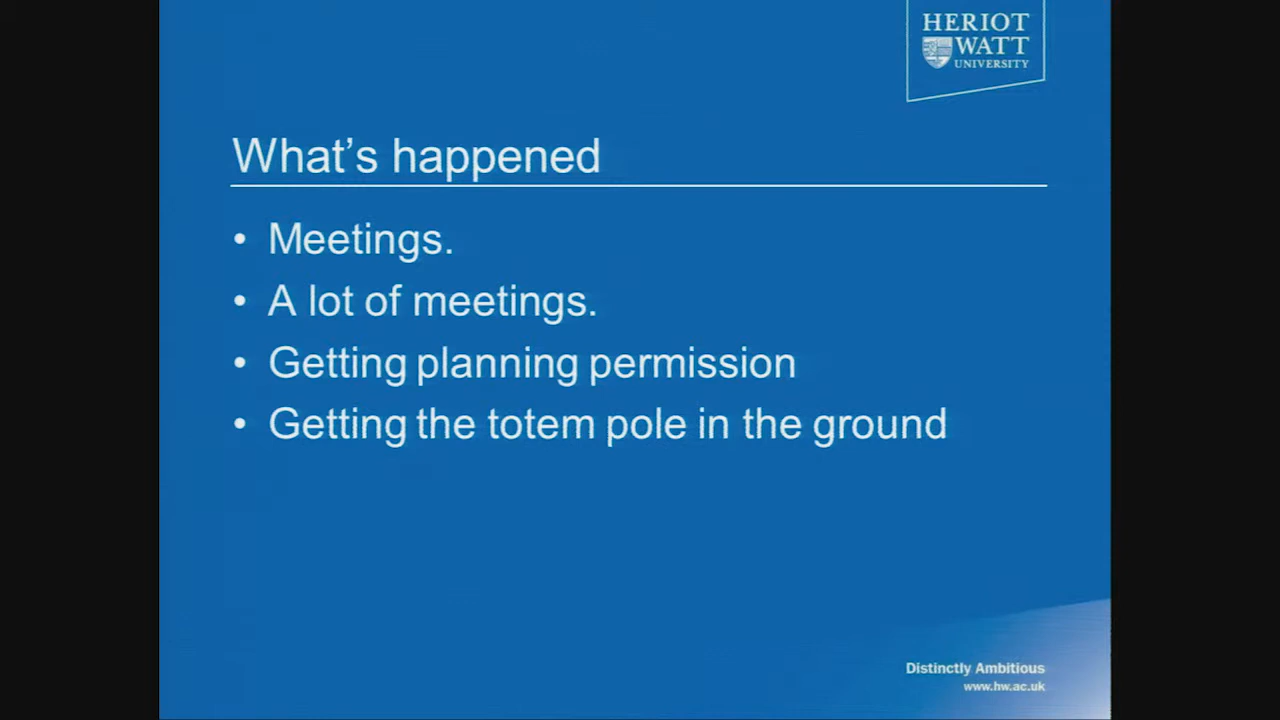 HERIOT
WATT
UNIVERSITY
What's happened
• Meetings.
• A lot of meetings.
• Getting planning permission
• Getting the totem pole in the ground
Distinctly Ambitious
www.hw.ac.uk